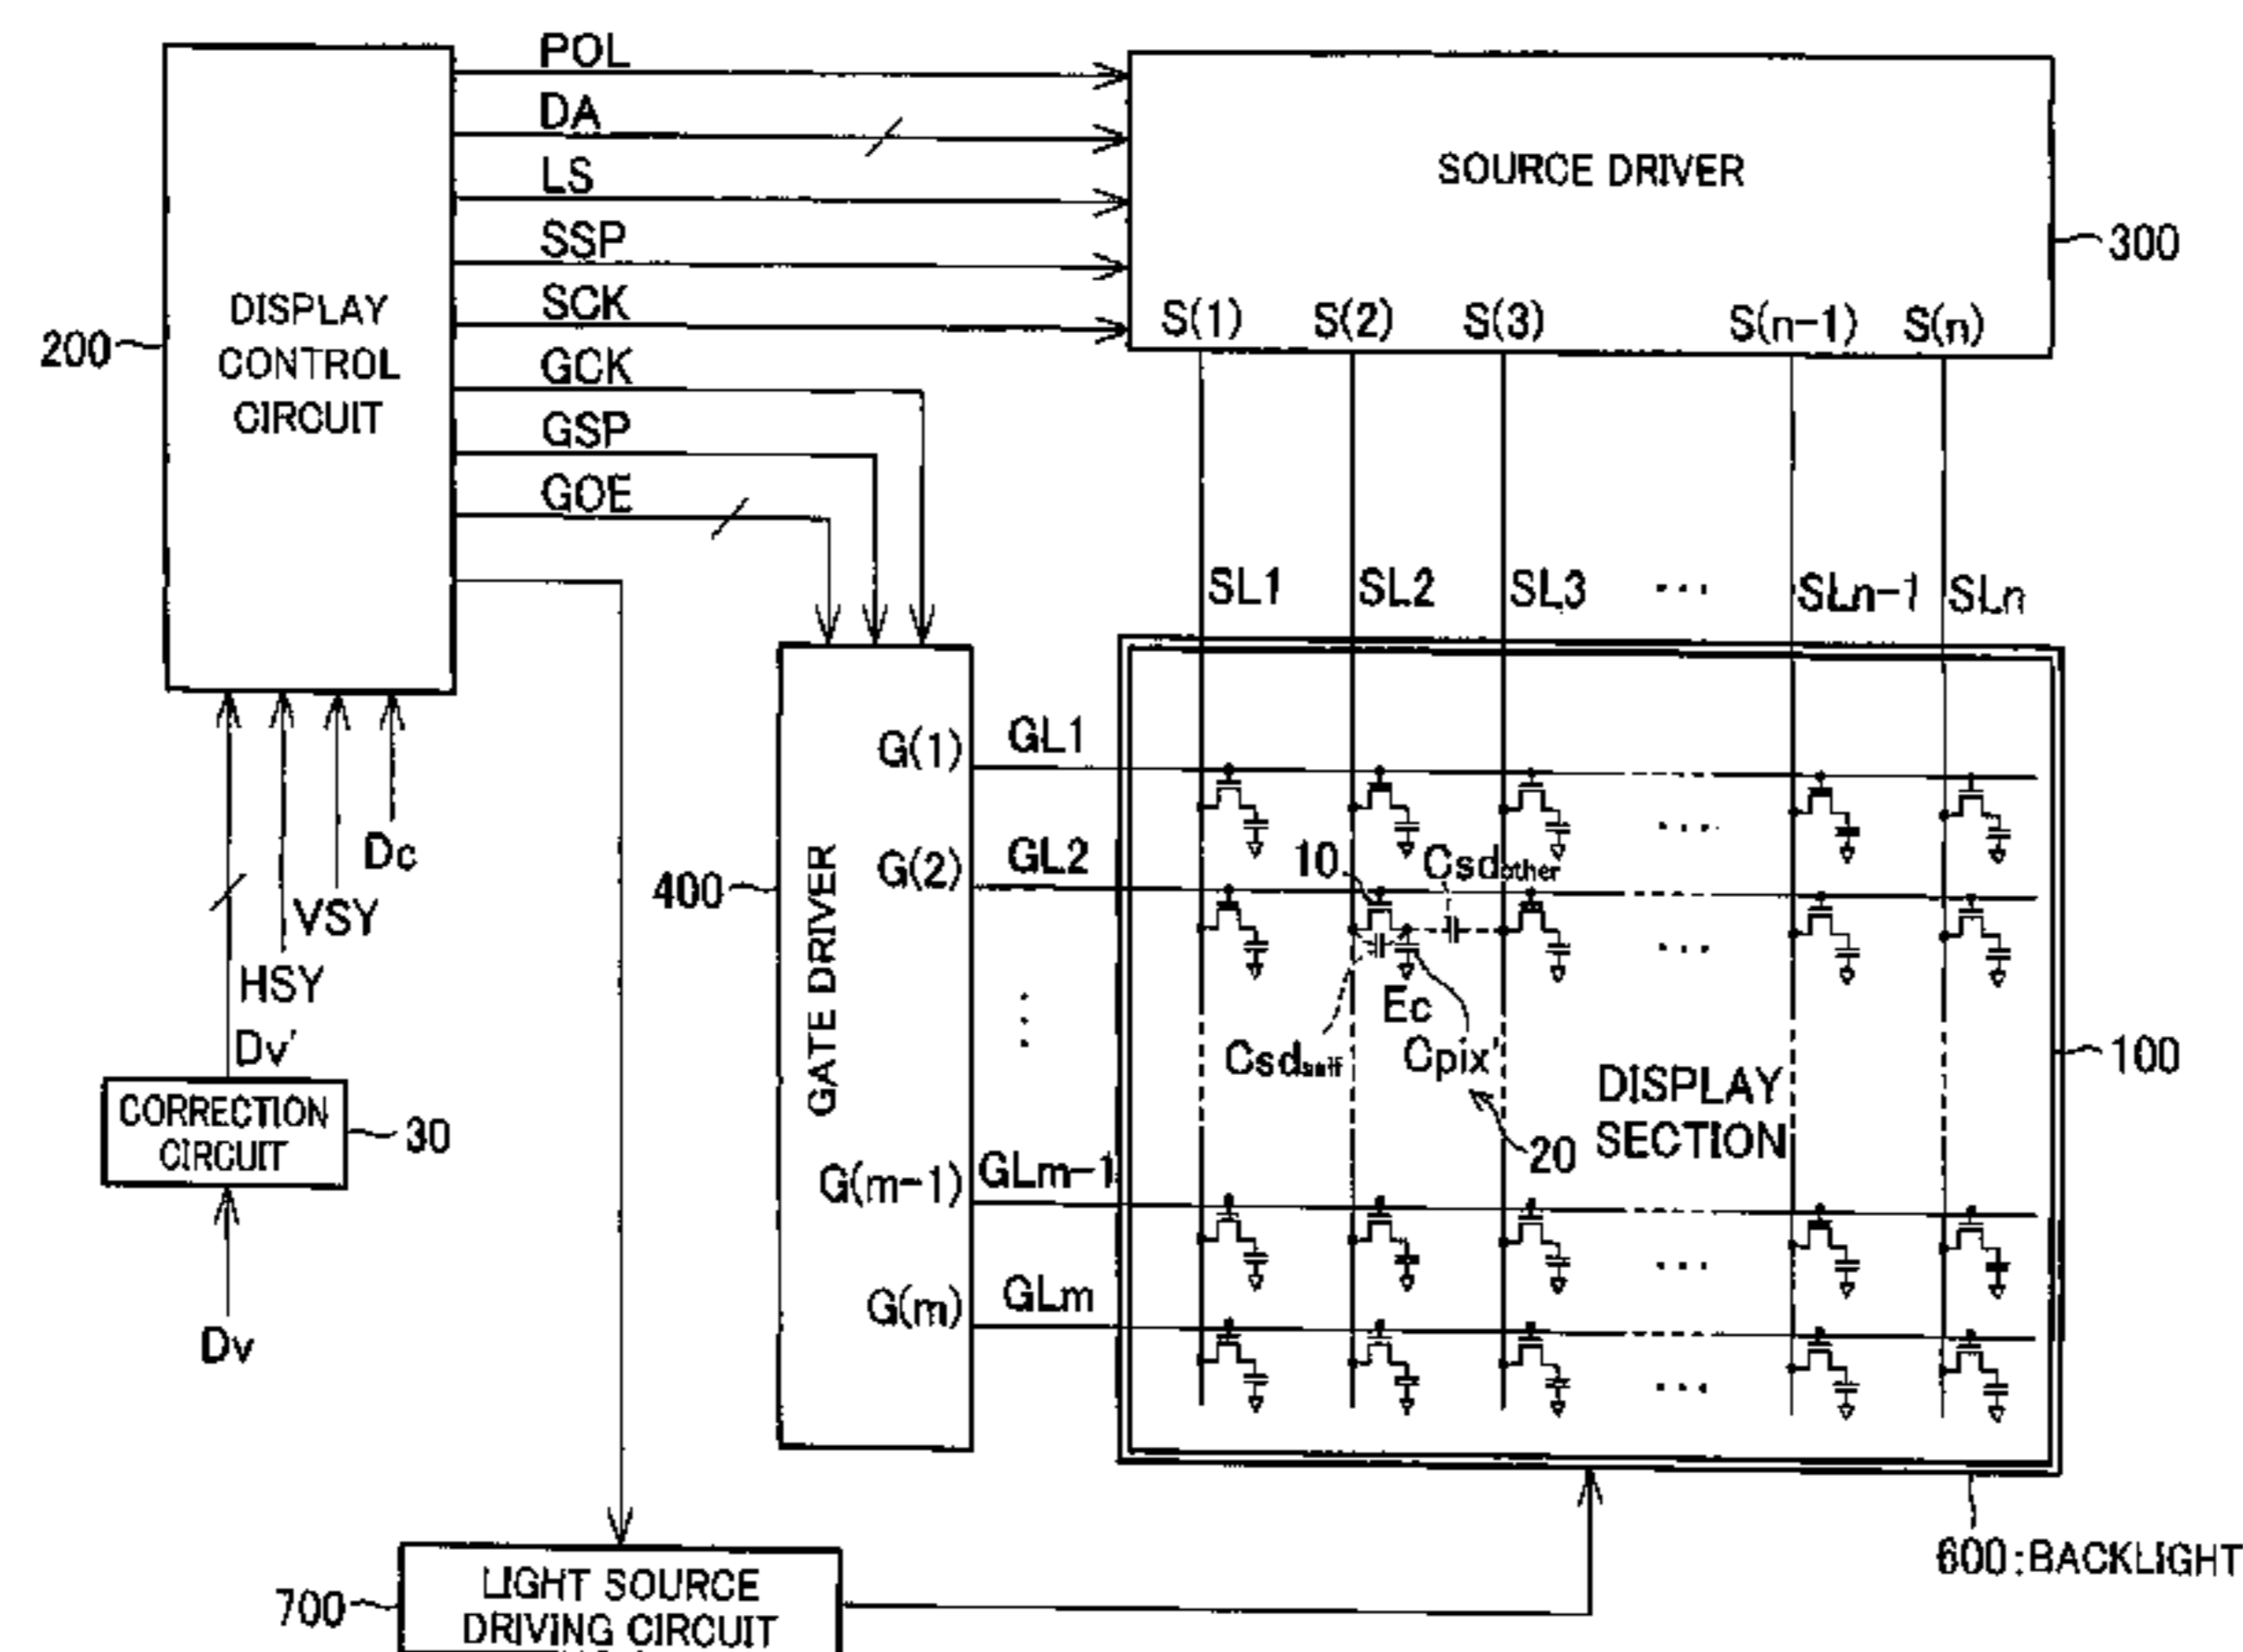 POL
DA
LS
SSP
SCK
GCK
GSP
GOE
DISPLAY
CONTROL
CIRCUIT
200
SOURCE DRIVER
300
S(1) S(2) S(3) S(n-1) S(n)
SL1 SL2 SL3 ... SLn-1 SLn
Dc
VSY
HSY
Dv'
CORRECTION
CIRCUIT
30
Dv
400
GATE DRIVER
G(1) GL1
G(2) GL2
G(m-1) GLm-1
G(m) GLm
10
Csdother
Csdself
Ec
Cpix'
20
DISPLAY
SECTION
100
600:BACKLIGHT
700
LIGHT SOURCE
DRIVING CIRCUIT